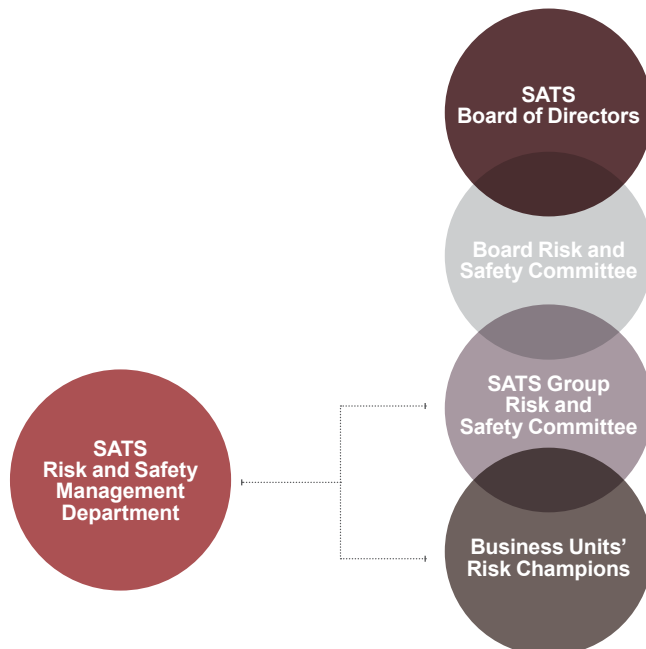 SATS
Board of Directors
Board Risk and
Safety Committee
SATS Group
Risk and
Safety Committee
SATS
Risk and Safety
Management
Department
Business Units’
Risk Champions